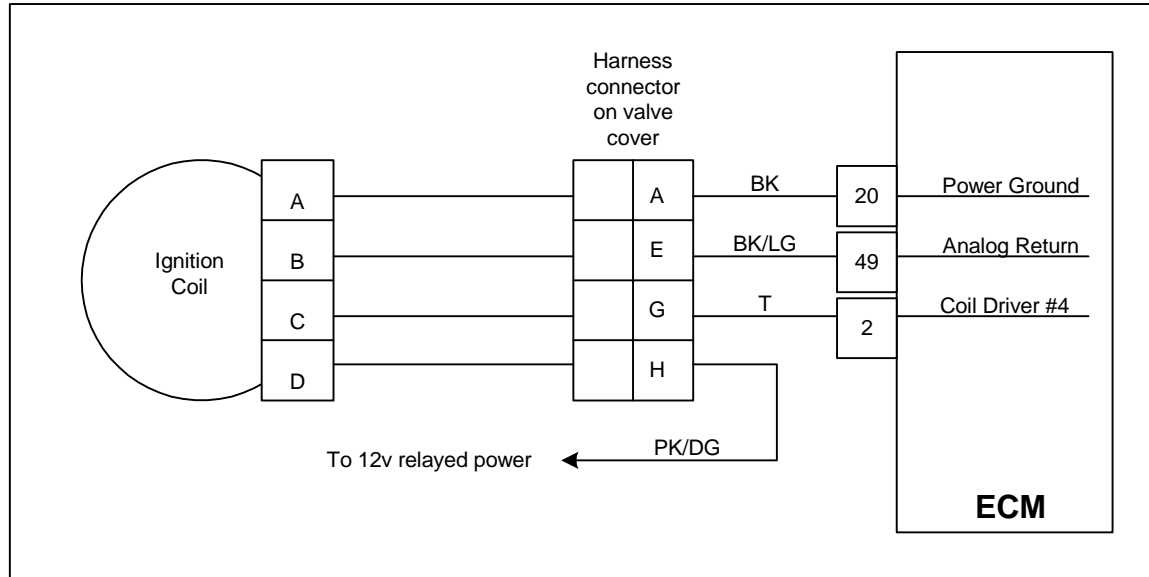 Harness
connector
on valve
cover
Ignition
Coil
A
A
BK
20
Power Ground
B
E
BK/LG
49
Analog Return
C
G
T
2
Coil Driver #4
D
H
To 12v relayed power
PK/DG
ECM